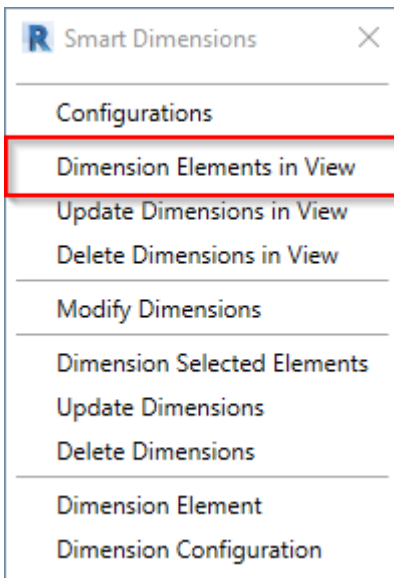 R Smart Dimensions
Configurations
Dimension Elements in View
Update Dimensions in View
Delete Dimensions in View
Modify Dimensions
Dimension Selected Elements
Update Dimensions
Delete Dimensions
Dimension Element
Dimension Configuration